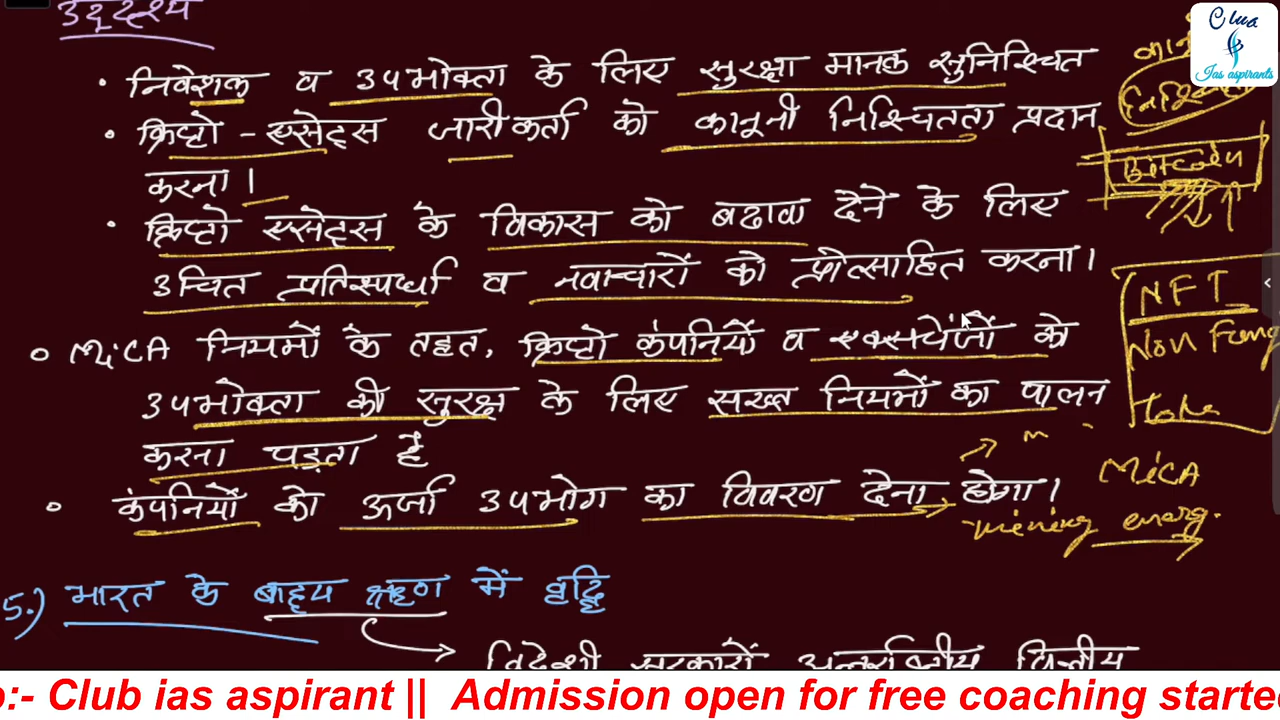 उद्देश्य
• निवेशक व उपभोक्ता के लिए सुरक्षा मानक सुनिश्चित
• क्रिप्टो - एसेट्स जारीकर्ता को कानूनी निश्चितता प्रदान
करना।
• क्रिप्टो एसेट्स के विकास को बढावा देने के लिए
उचित प्रतिस्पर्धा व नवाचारों को प्रोत्साहित करना।
० MiCA नियमों के तहत, क्रिप्टो कंपनियों व एक्सचेंजों को
उपभोक्ता की सुरक्ष के लिए सख्त नियमों का पालन
करना पड़ता है
० कंपनियों को ऊर्जा उपभोग का विवरण देना होगा।
5.) भारत के बाह्य ऋण में वृद्धि
विदेशी सरकारों अन्तर्राष्ट्रीय वित्तीय
Bitcoin
NFT
Non Fung
Toke
MiCA
mining energ.
Club
Ias aspirants
:- Club ias aspirant || Admission open for free coaching starte